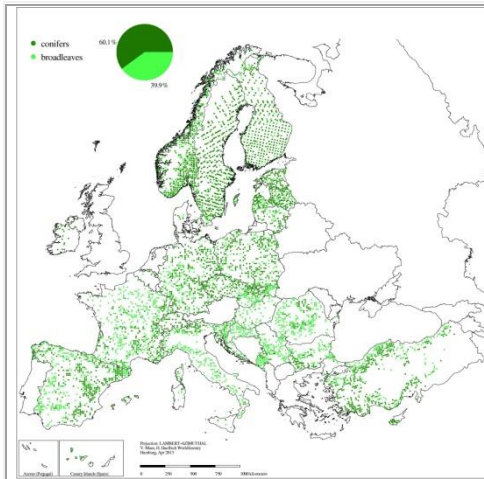 60.1%
conifers
broadleaves
39.9%
Projection: LAMBERT-AZIMUTHAL
Hamburg, Apr 2013
0 250 500 750 1000 kilometers
Azores (Portugal)
Canary Islands (Spain)